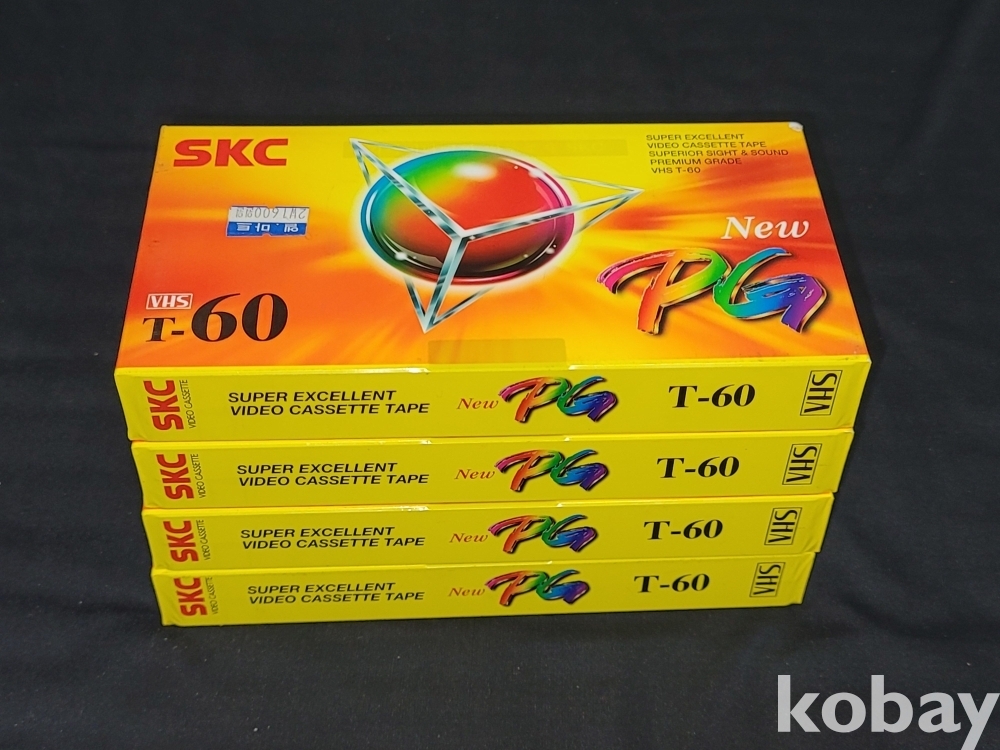 SKC
SUPER EXCELLENT
VIDEO CASSETTE TAPE
SUPERIOR SIGHT & SOUND
PREMIUM GRADE
VHS T-60
New
PG
VHS
T-60
SKC
VIDEO CASSETTE
SUPER EXCELLENT
VIDEO CASSETTE TAPE
New PG
T-60
VHS
SKC
VIDEO CASSETTE
SUPER EXCELLENT
VIDEO CASSETTE TAPE
New PG
T-60
VHS
SKC
VIDEO CASSETTE
SUPER EXCELLENT
VIDEO CASSETTE TAPE
New PG
T-60
VHS
SKC
VIDEO CASSETTE
SUPER EXCELLENT
VIDEO CASSETTE TAPE
New PG
T-60
VHS
kobay